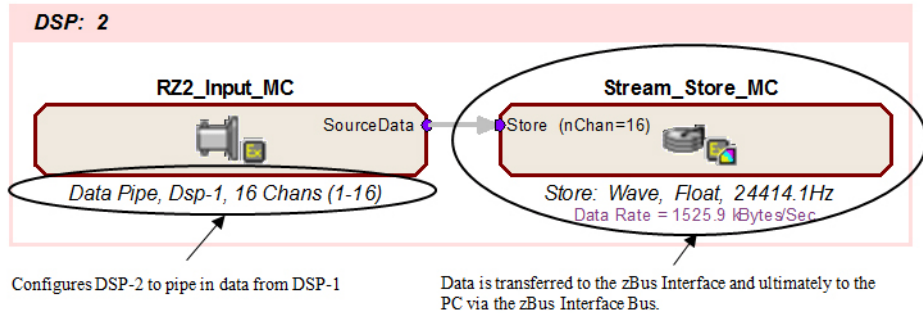 DSP: 2
RZ2_Input_MC
Stream_Store_MC
SourceData
Store (nChan=16)
Data Pipe, Dsp-1, 16 Chans (1-16)
Store: Wave, Float, 24414.1Hz
Data Rate = 1525.9 kBytes/Sec
Configures DSP-2 to pipe in data from DSP-1
Data is transferred to the zBus Interface and ultimately to the
PC via the zBus Interface Bus.